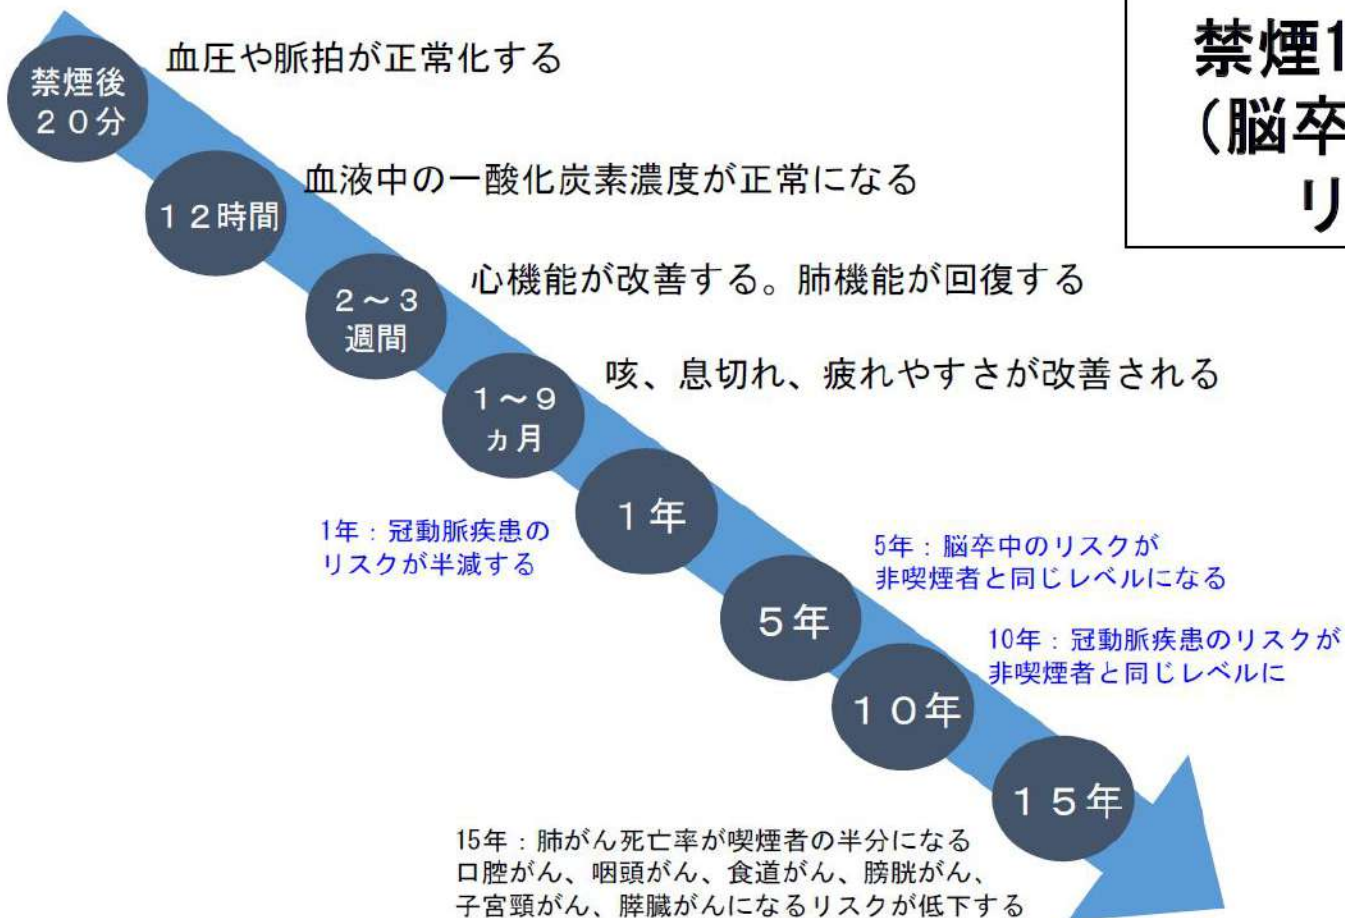 禁煙1
(脳卒
リ
禁煙後
20分
血圧や脈拍が正常化する
12時間
血液中の一酸化炭素濃度が正常になる
2~3
週間
心機能が改善する。肺機能が回復する
1~9
ヵ月
咳、息切れ、疲れやすさが改善される
1年
1年:冠動脈疾患の
リスクが半減する
5年
5年:脳卒中のリスクが
非喫煙者と同じレベルになる
10年
10年:冠動脈疾患のリスクが
非喫煙者と同じレベルに
15年
15年:肺がん死亡率が喫煙者の半分になる
口腔がん、咽頭がん、食道がん、膀胱がん、
子宮頸がん、膵臓がんになるリスクが低下する